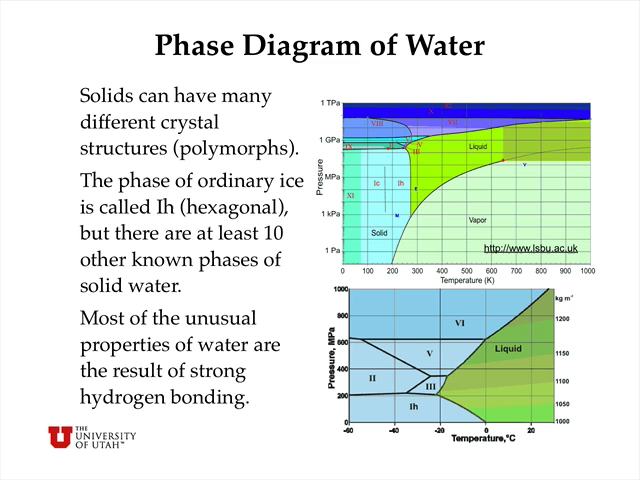 Phase Diagram of Water
Solids can have many
different crystal
structures (polymorphs).
The phase of ordinary ice
is called Ih (hexagonal),
but there are at least 10
other known phases of
solid water.
Most of the unusual
properties of water are
the result of strong
hydrogen bonding.
THE
UNIVERSITY
OF UTAH™
1 TPa
1 GPa
MPa
1 kPa
1 Pa
Pressure
X
VIII
VII
IX
II
V
III
Liquid
Ic
Ih
XI
E
M
Y
Solid
Vapor
http://www.lsbu.ac.uk
0 100 200 300 400 500 600 700 800 900 1000
Temperature (K)
Pressure, MPa
1000
800
600
400
200
0
VI
V
II
III
Ih
Liquid
kg m⁻³
1200
1150
1100
1050
1000
-60 -40 -20 0 20
Temperature,°C